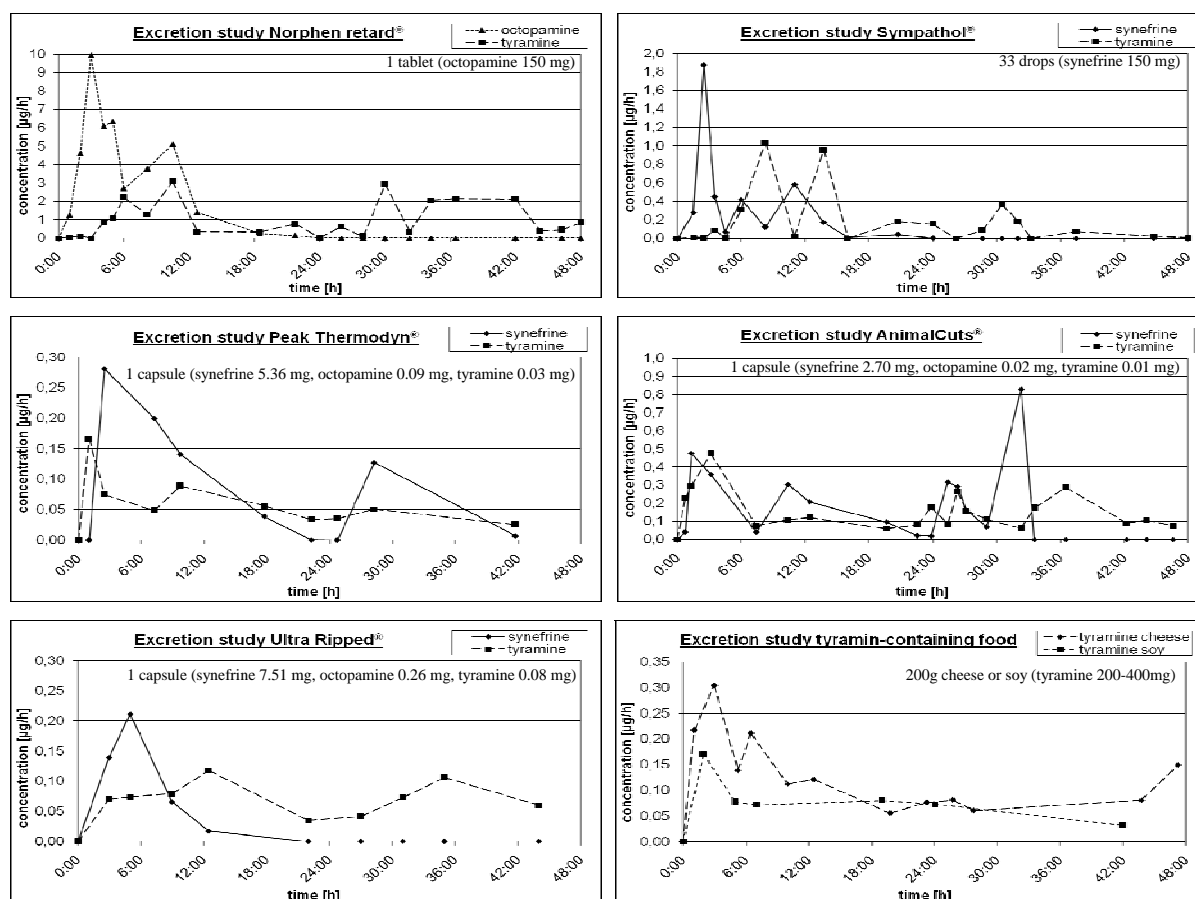 Excretion study Norphen retard®
octopamine
tyramine
1 tablet (octopamine 150 mg)
concentration [µg/h]
10
9
8
7
6
5
4
3
2
1
0
0:00 6:00 12:00 18:00 24:00 30:00 36:00 42:00 48:00
time [h]
Excretion study Sympathol®
synefrine
tyramine
33 drops (synefrine 150 mg)
concentration [µg/h]
2,0
1,8
1,6
1,4
1,2
1,0
0,8
0,6
0,4
0,2
0,0
0:00 6:00 12:00 18:00 24:00 30:00 36:00 42:00 48:00
time [h]
Excretion study Peak Thermodyn®
synefrine
tyramine
1 capsule (synefrine 5.36 mg, octopamine 0.09 mg, tyramine 0.03 mg)
concentration [µg/h]
0,30
0,25
0,20
0,15
0,10
0,05
0,00
0:00 6:00 12:00 18:00 24:00 30:00 36:00 42:00 48:00
time [h]
Excretion study AnimalCuts®
synefrine
tyramine
1 capsule (synefrine 2.70 mg, octopamine 0.02 mg, tyramine 0.01 mg)
concentration [µg/h]
1,0
0,9
0,8
0,7
0,6
0,5
0,4
0,3
0,2
0,1
0,0
0:00 6:00 12:00 18:00 24:00 30:00 36:00 42:00 48:00
time [h]
Excretion study Ultra Ripped®
synefrine
tyramine
1 capsule (synefrine 7.51 mg, octopamine 0.26 mg, tyramine 0.08 mg)
concentration [µg/h]
0,30
0,25
0,20
0,15
0,10
0,05
0,00
0:00 6:00 12:00 18:00 24:00 30:00 36:00 42:00 48:00
time [h]
Excretion study tyramin-containing food
tyramine cheese
tyramine soy
200g cheese or soy (tyramine 200-400mg)
concentration [µg/h]
0,35
0,30
0,25
0,20
0,15
0,10
0,05
0,00
0:00 6:00 12:00 18:00 24:00 30:00 36:00 42:00 48:00
time [h]